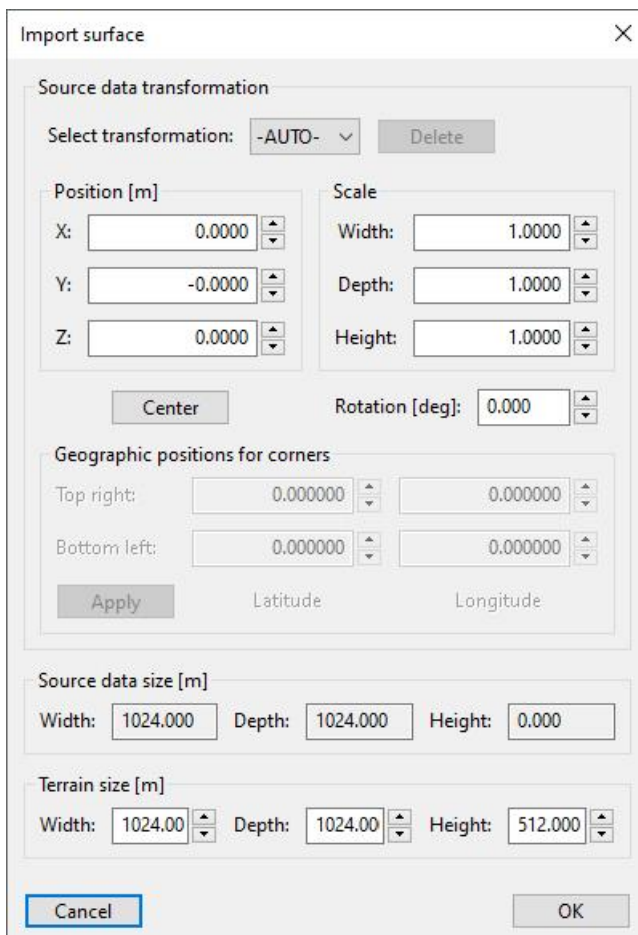 Import surface
Source data transformation
Select transformation: -AUTO- Delete
Position [m] Scale
X: 0.0000 Width: 1.0000
Y: -0.0000 Depth: 1.0000
Z: 0.0000 Height: 1.0000
Center Rotation [deg]: 0.000
Geographic positions for corners
Top right: 0.000000 0.000000
Bottom left: 0.000000 0.000000
Apply Latitude Longitude
Source data size [m]
Width: 1024.000 Depth: 1024.000 Height: 0.000
Terrain size [m]
Width: 1024.00 Depth: 1024.00 Height: 512.000
Cancel OK